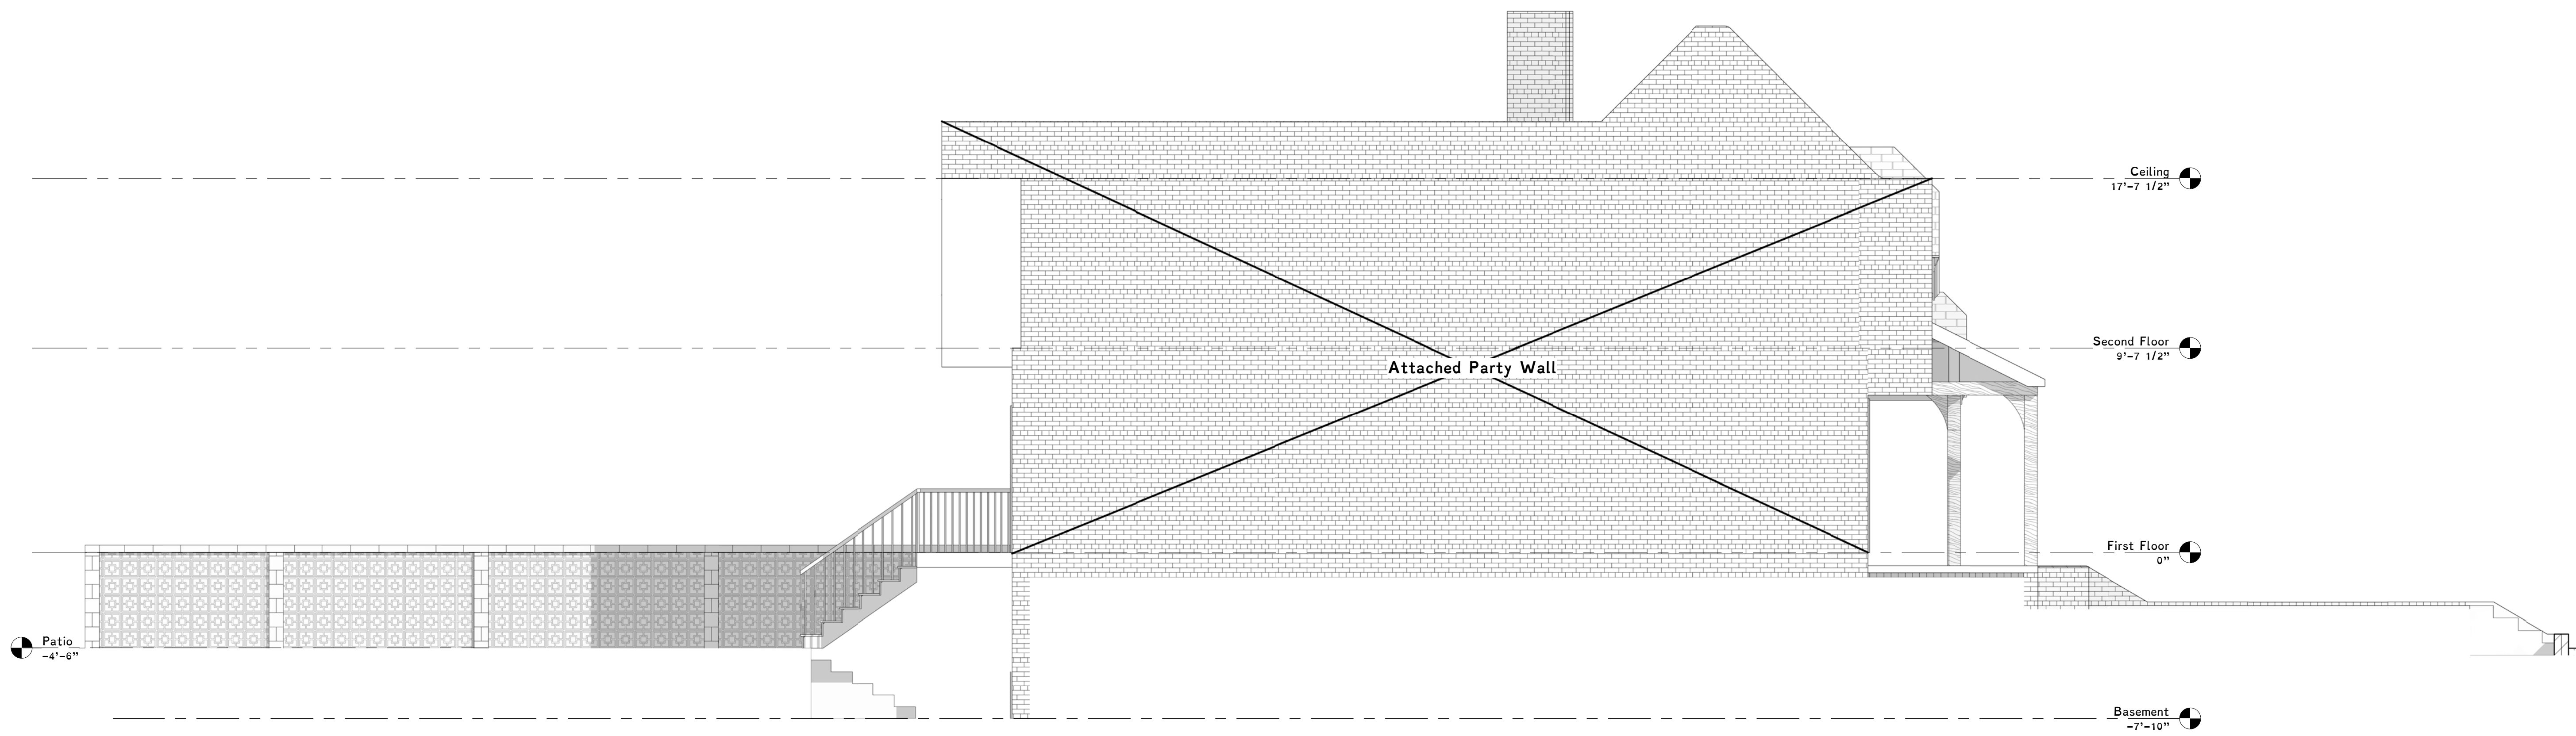 Ceiling
17'-7 1/2"
Second Floor
9'-7 1/2"
Attached Party Wall
First Floor
0"
Patio
-4'-6"
Basement
-7'-10"